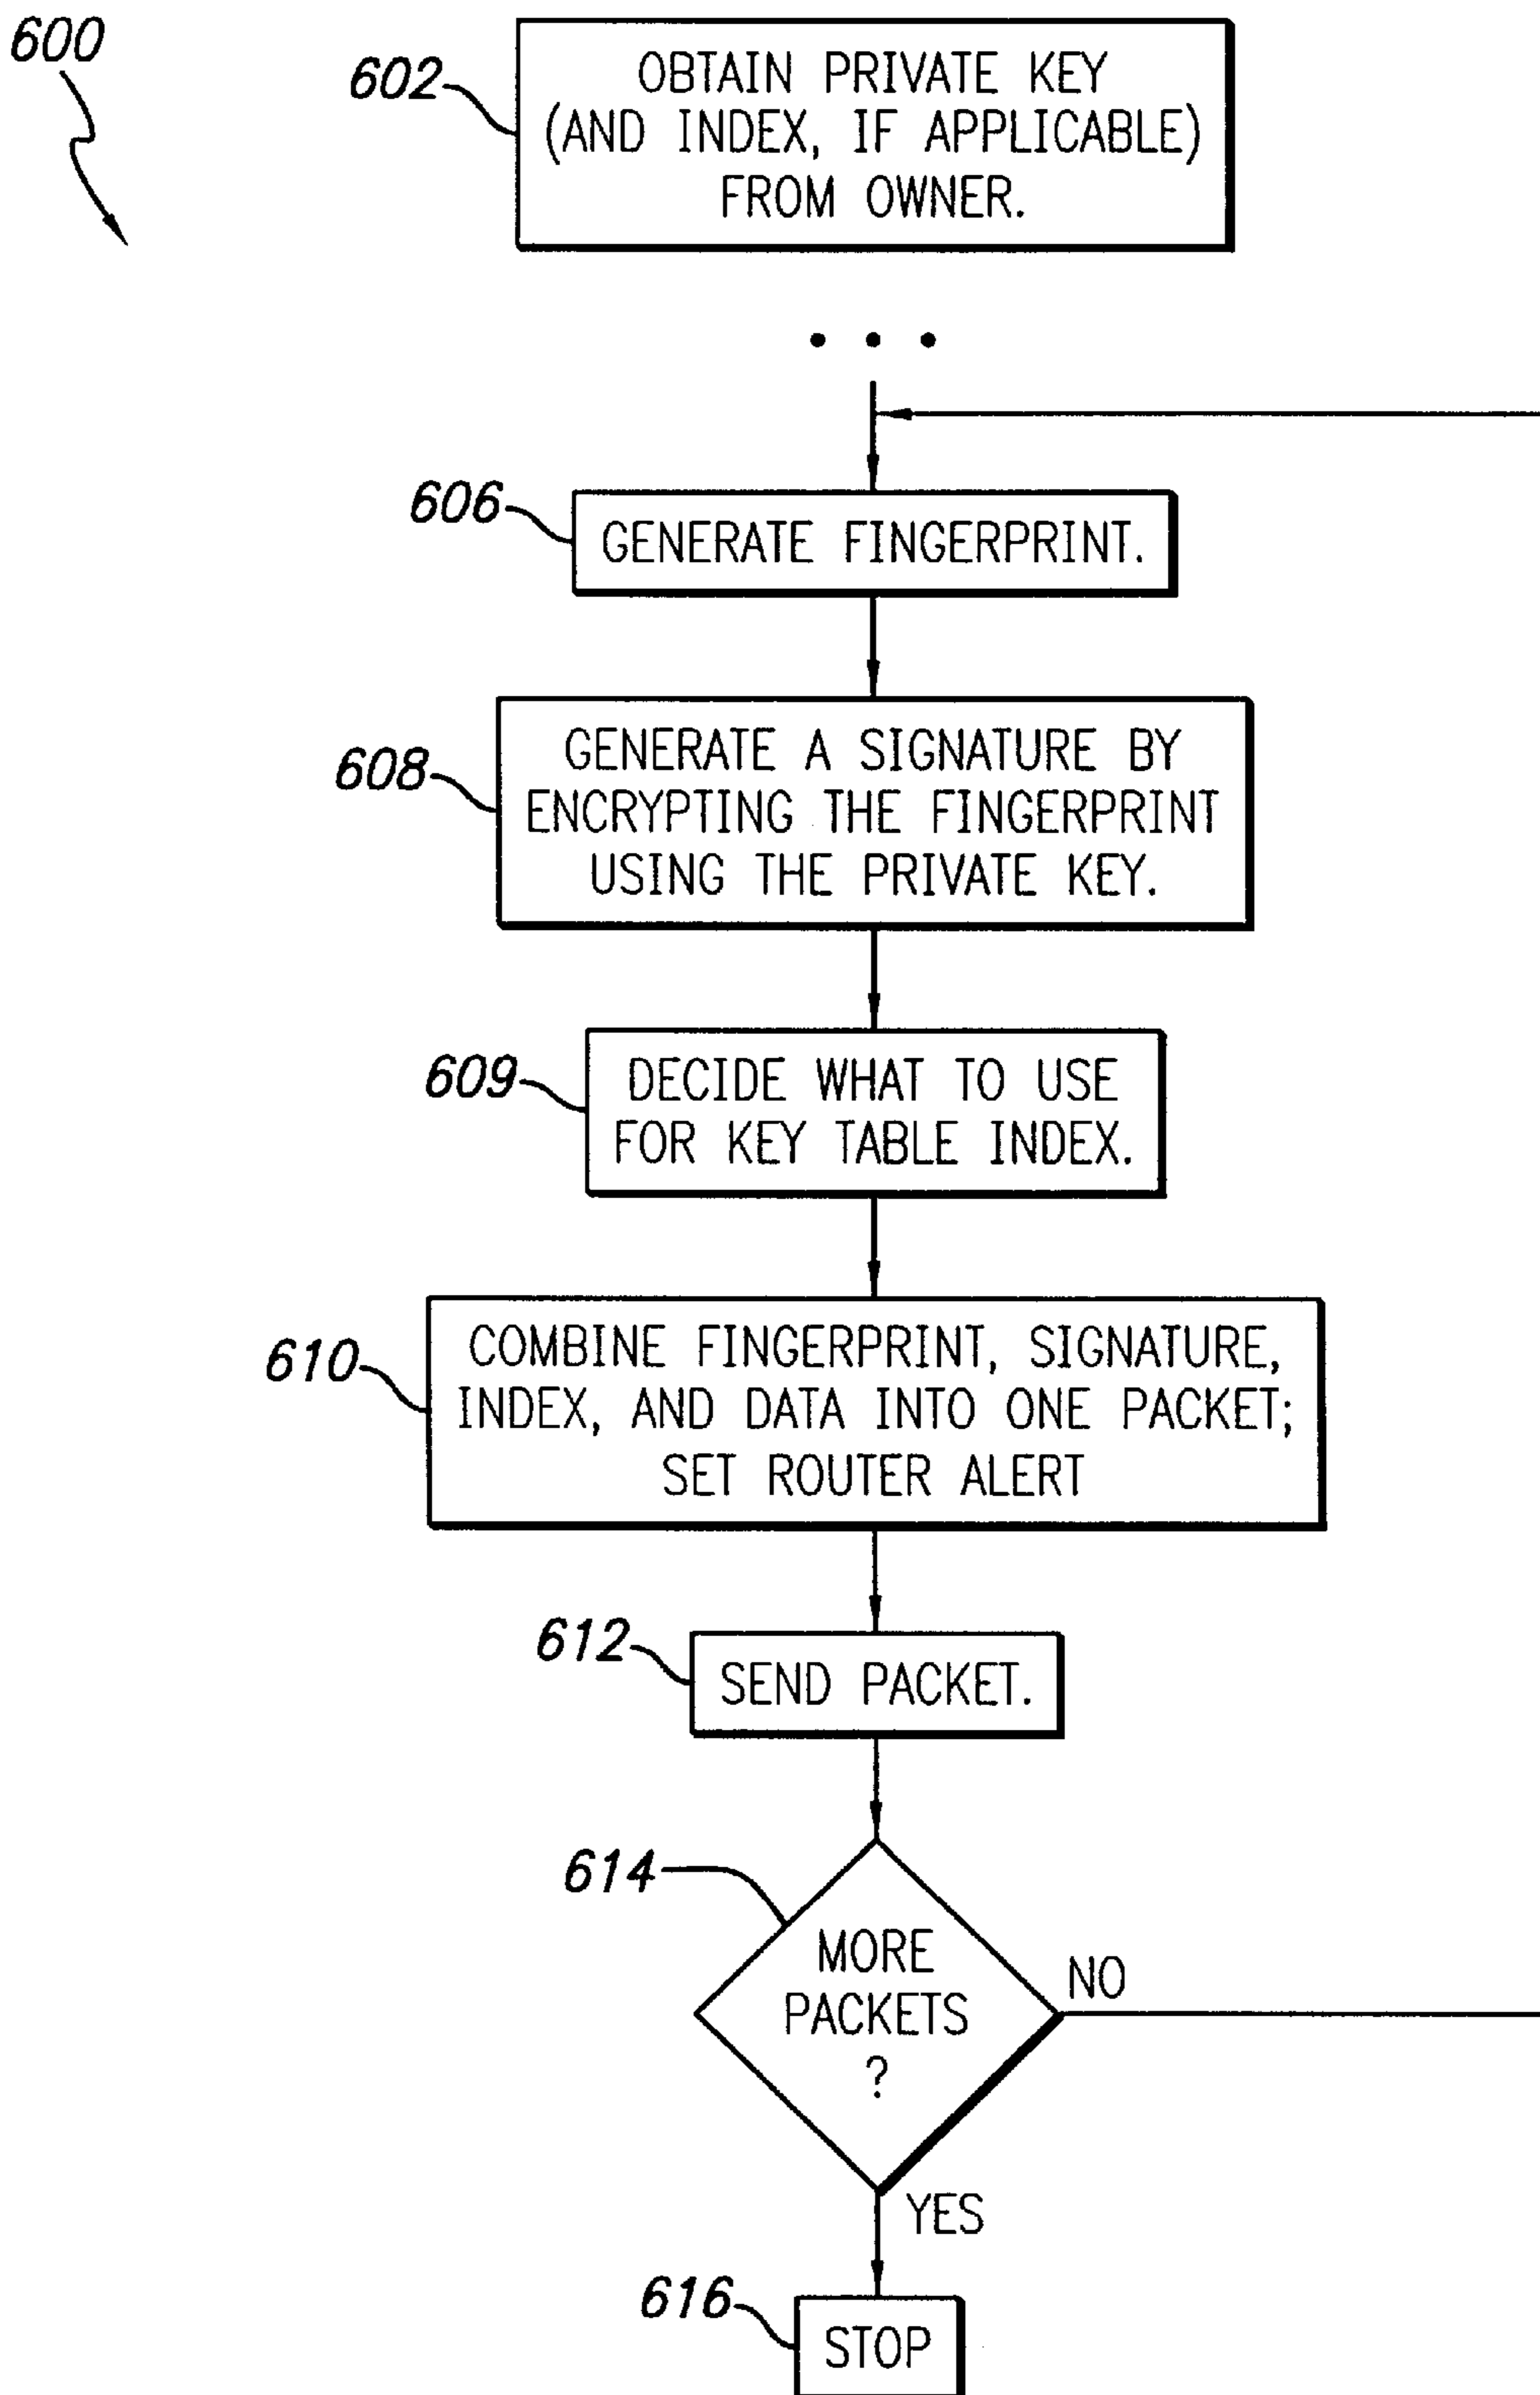 600
602
OBTAIN PRIVATE KEY
(AND INDEX, IF APPLICABLE)
FROM OWNER.
606
GENERATE FINGERPRINT.
608
GENERATE A SIGNATURE BY
ENCRYPTING THE FINGERPRINT
USING THE PRIVATE KEY.
609
DECIDE WHAT TO USE
FOR KEY TABLE INDEX.
610
COMBINE FINGERPRINT, SIGNATURE,
INDEX, AND DATA INTO ONE PACKET;
SET ROUTER ALERT
612
SEND PACKET.
614
MORE
PACKETS
?
NO
YES
616
STOP